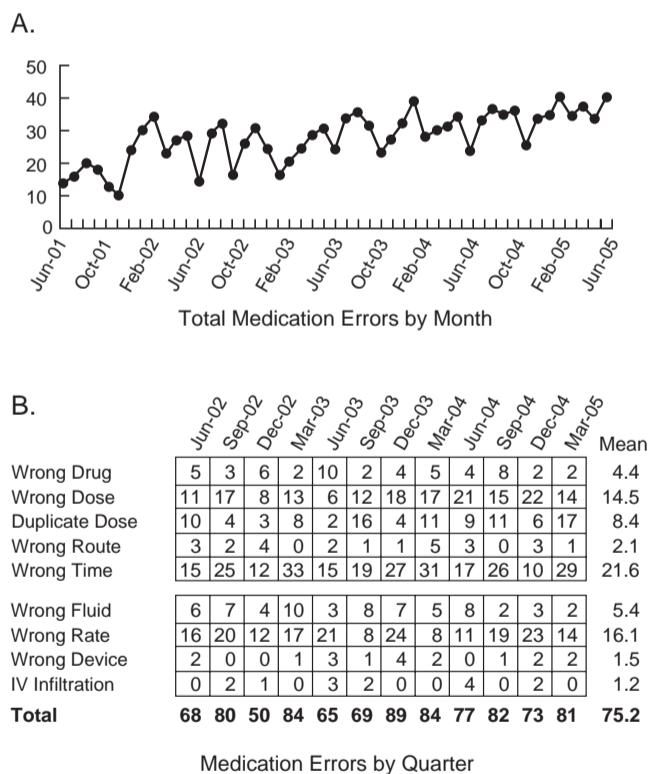 A.
50
40
30
20
10
0
Jun-01 Oct-01 Feb-02 Jun-02 Oct-02 Feb-03 Jun-03 Oct-03 Feb-04 Jun-04 Oct-04 Feb-05 Jun-05
Total Medication Errors by Month
B.
Jun-02 Sep-02 Dec-02 Mar-03 Jun-03 Sep-03 Dec-03 Mar-04 Jun-04 Sep-04 Dec-04 Mar-05 Mean
Wrong Drug 5 3 6 2 10 2 4 5 4 8 2 2 4.4
Wrong Dose 11 17 8 13 6 12 18 17 21 15 22 14 14.5
Duplicate Dose 10 4 3 8 2 16 4 11 9 11 6 17 8.4
Wrong Route 3 2 4 0 2 1 1 5 3 0 3 1 2.1
Wrong Time 15 25 12 33 15 19 27 31 17 26 10 29 21.6
Wrong Fluid 6 7 4 10 3 8 7 5 8 2 3 2 5.4
Wrong Rate 16 20 12 17 21 8 24 8 11 19 23 14 16.1
Wrong Device 2 0 0 1 3 1 4 2 0 1 2 2 1.5
IV Infiltration 0 2 1 0 3 2 0 0 4 0 2 0 1.2
Total 68 80 50 84 65 69 89 84 77 82 73 81 75.2
Medication Errors by Quarter